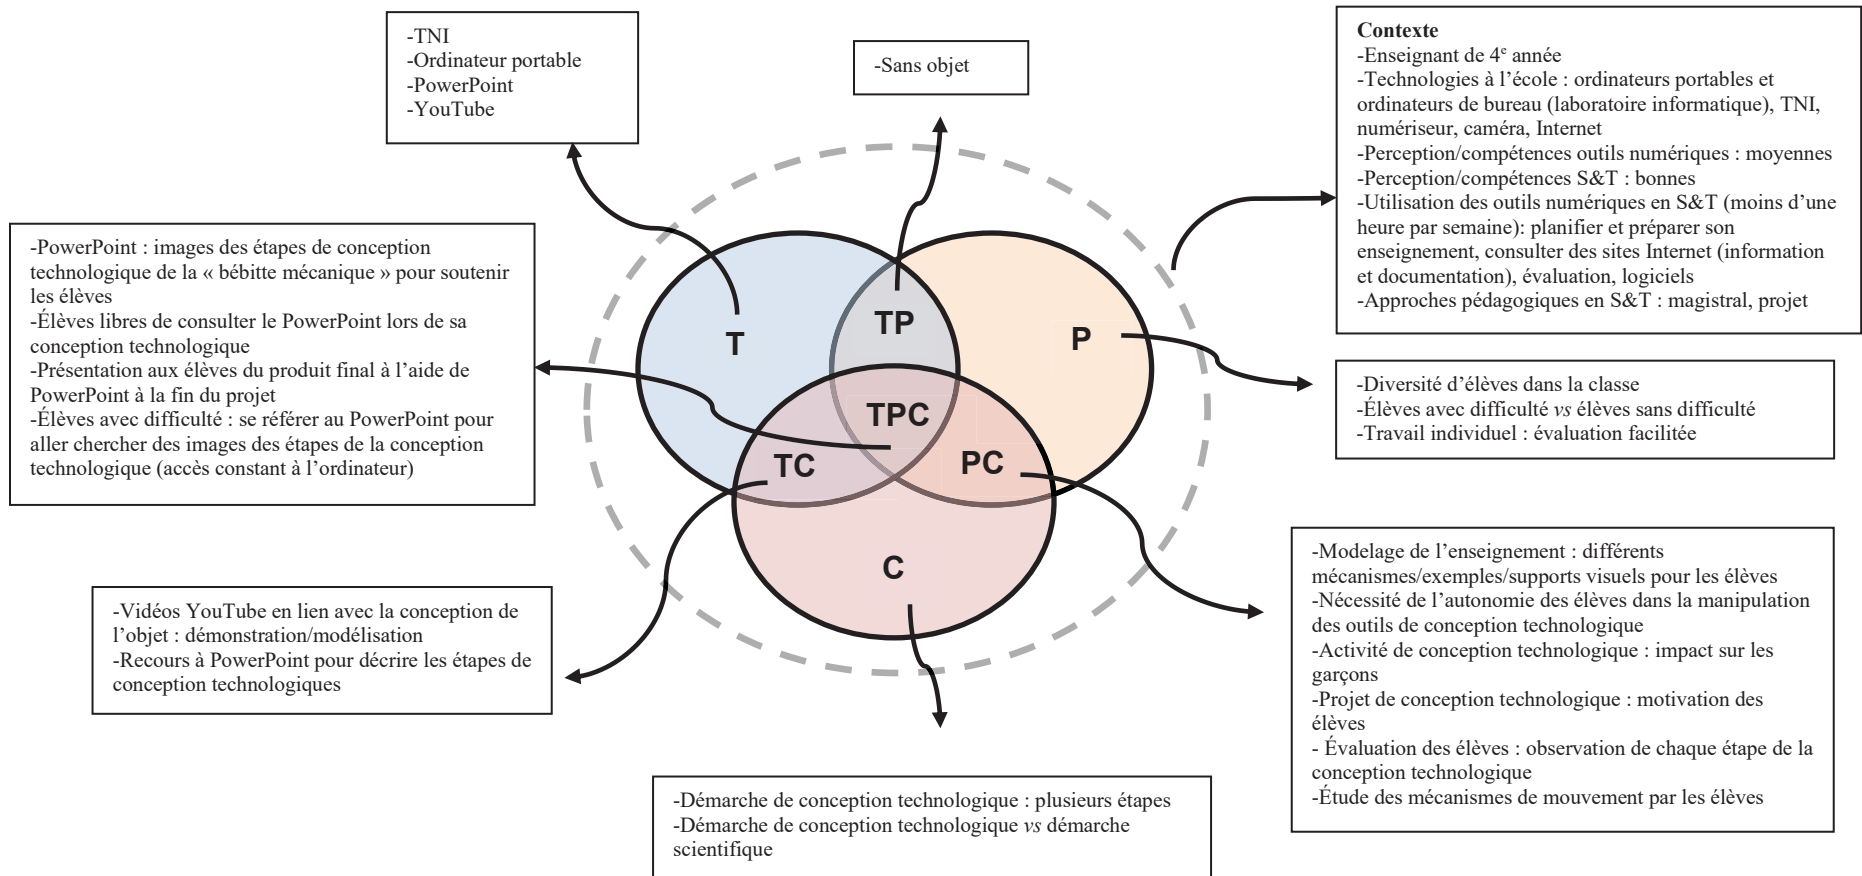 -TNI
-Ordinateur portable
-PowerPoint
-YouTube
-Sans objet
Contexte
-Enseignant de 4e année
-Technologies à l’école : ordinateurs portables et
ordinateurs de bureau (laboratoire informatique), TNI,
numériseur, caméra, Internet
-Perception/compétences outils numériques : moyennes
-Perception/compétences S&T : bonnes
-Utilisation des outils numériques en S&T (moins d’une
heure par semaine): planifier et préparer son
enseignement, consulter des sites Internet (information
et documentation), évaluation, logiciels
-Approches pédagogiques en S&T : magistral, projet
-PowerPoint : images des étapes de conception
technologique de la « bébitte mécanique » pour soutenir
les élèves
-Élèves libres de consulter le PowerPoint lors de sa
conception technologique
-Présentation aux élèves du produit final à l’aide de
PowerPoint à la fin du projet
-Élèves avec difficulté : se référer au PowerPoint pour
aller chercher des images des étapes de la conception
technologique (accès constant à l’ordinateur)
T
TP
P
TPC
TC
PC
C
-Diversité d’élèves dans la classe
-Élèves avec difficulté vs élèves sans difficulté
-Travail individuel : évaluation facilitée
-Vidéos YouTube en lien avec la conception de
l’objet : démonstration/modélisation
-Recours à PowerPoint pour décrire les étapes de
conception technologiques
-Modelage de l’enseignement : différents
mécanismes/exemples/supports visuels pour les élèves
-Nécessité de l’autonomie des élèves dans la manipulation
des outils de conception technologique
-Activité de conception technologique : impact sur les
garçons
-Projet de conception technologique : motivation des
élèves
- Évaluation des élèves : observation de chaque étape de la
conception technologique
-Étude des mécanismes de mouvement par les élèves
-Démarche de conception technologique : plusieurs étapes
-Démarche de conception technologique vs démarche
scientifique